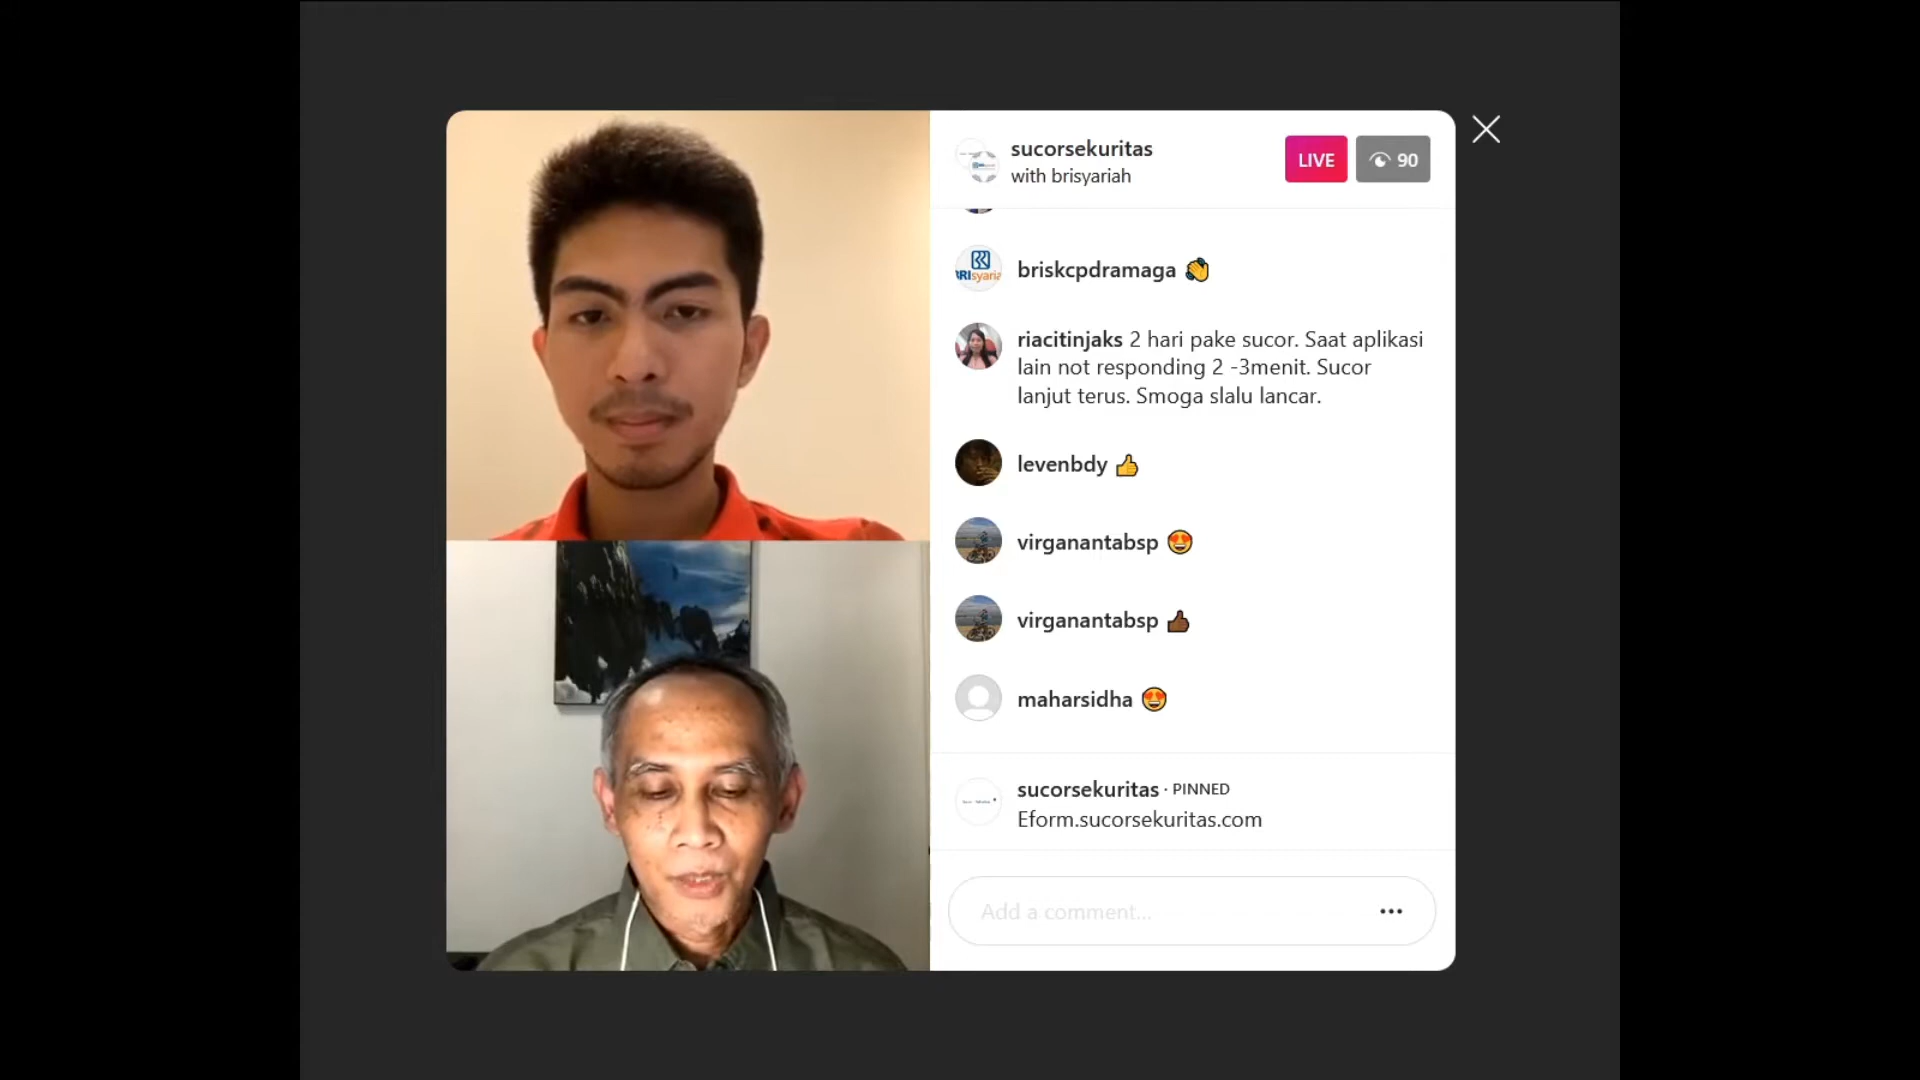 sucorsekuritas
with brisyariah
LIVE
90
BRIsyaria
briskcpdramaga 👏
riacitinjaks 2 hari pake sucor. Saat aplikasi
lain not responding 2 -3menit. Sucor
lanjut terus. Smoga slalu lancar.
levenbdy 👍
virganantabsp 😍
virganantabsp 👍🏿
maharsidha 😍
sucorsekuritas · PINNED
Eform.sucorsekuritas.com
Add a comment...